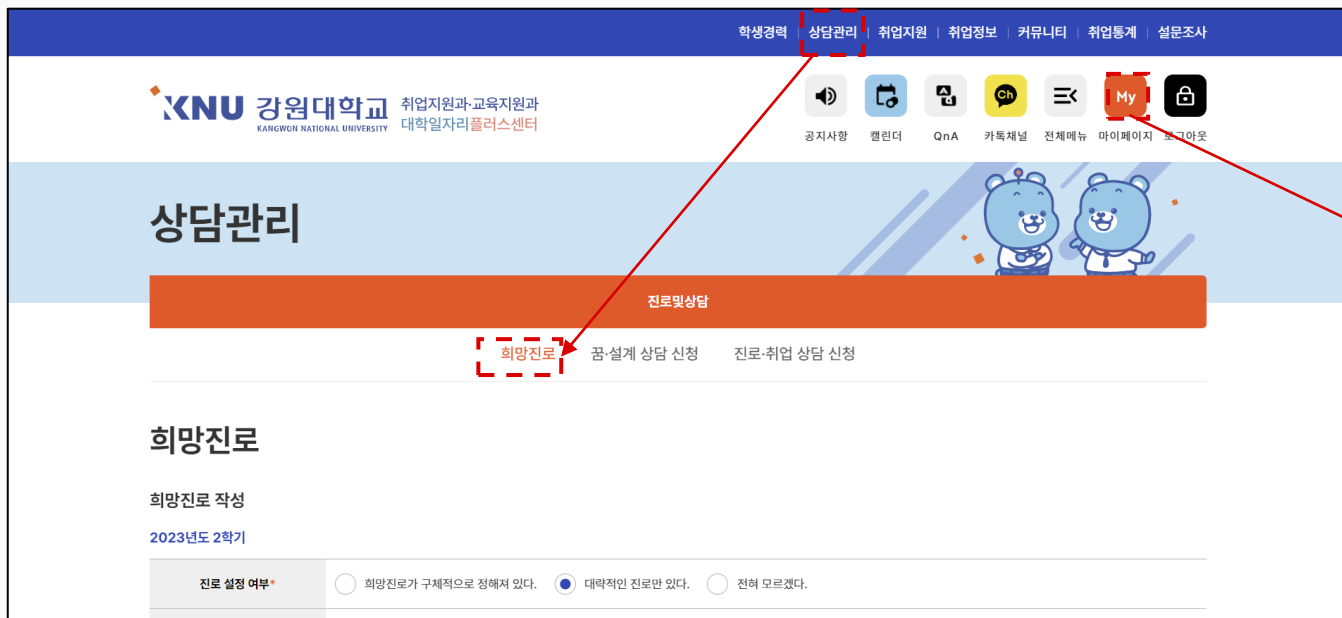 학생경력 | 상담관리 | 취업지원 | 취업정보 | 커뮤니티 | 취업통계 | 설문조사
KNU 강원대학교 취업지원과·교육지원과
KANGWON NATIONAL UNIVERSITY 대학일자리플러스센터
Ch My
공지사항 캘린더 QnA 카톡채널 전체메뉴 마이페이지 로그아웃
상담관리
진로및상담
희망진로 꿈·설계 상담 신청 진로·취업 상담 신청
희망진로
희망진로 작성
2023년도 2학기
진로 설정 여부* 희망진로가 구체적으로 정해져 있다. 대략적인 진로만 있다. 전혀 모르겠다.